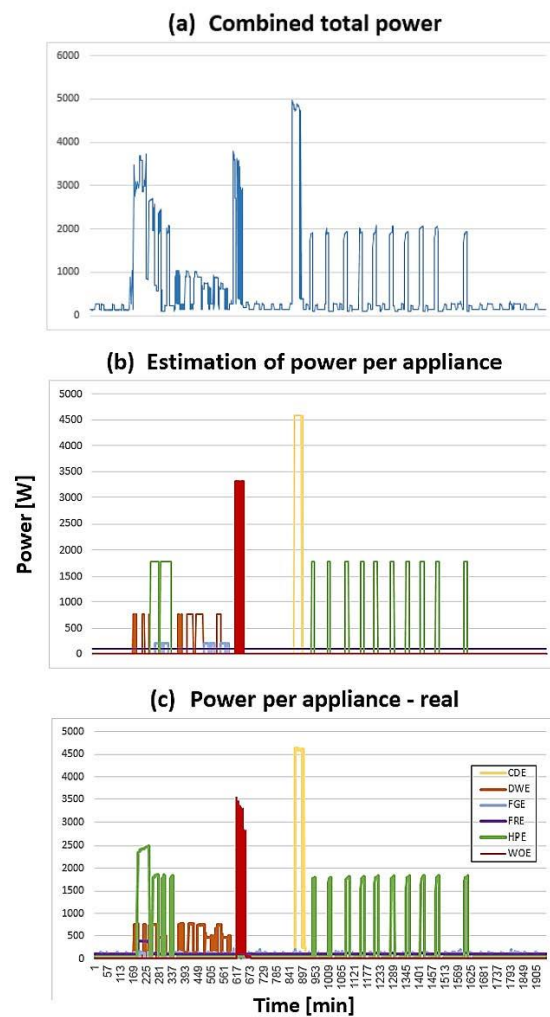 (a) Combined total power
6000
5000
4000
3000
2000
1000
0
(b) Estimation of power per appliance
5000
4500
4000
3500
3000
2500
2000
1500
1000
500
0
Power [W]
(c) Power per appliance - real
5000
4500
4000
3500
3000
2500
2000
1500
1000
500
0
CDE
DWE
FGE
FRE
HPE
WOE
1 57 113 169 225 281 337 393 449 505 561 617 673 729 785 841 897 953 1009 1065 1121 1177 1233 1289 1345 1401 1457 1513 1569 1625 1681 1737 1793 1849 1905
Time [min]